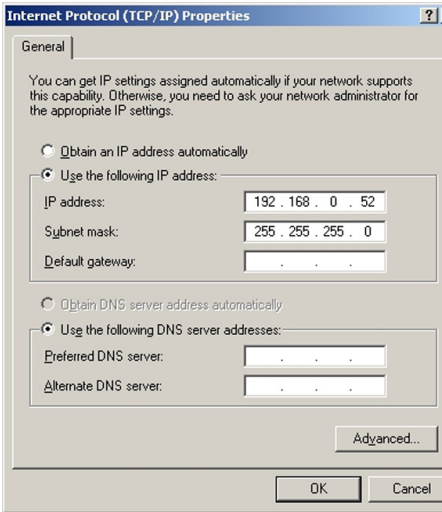 Internet Protocol (TCP/IP) Properties
?
General
You can get IP settings assigned automatically if your network supports
this capability. Otherwise, you need to ask your network administrator for
the appropriate IP settings.
Obtain an IP address automatically
Use the following IP address:
IP address: 192 . 168 . 0 . 52
Subnet mask: 255 . 255 . 255 . 0
Default gateway: . . .
Obtain DNS server address automatically
Use the following DNS server addresses:
Preferred DNS server: . . .
Alternate DNS server: . . .
Advanced...
OK Cancel